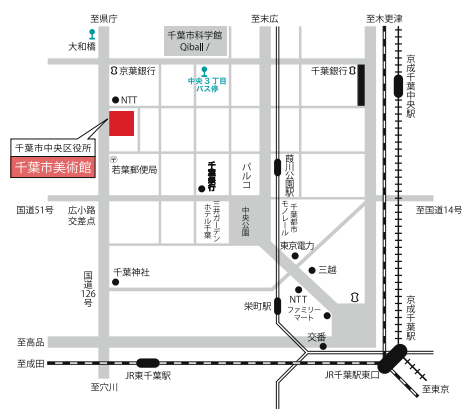 至県庁
至末広
至木更津
千葉市科学館
Qiball /
大和橋
京葉銀行
中央3丁目
バス停
千葉銀行
京成千葉中央駅
NTT
千葉市中央区役所
千葉市美術館
若葉郵便局
千葉銀行
パルコ
葭川公園駅
国道51号
広小路
交差点
三井ガーデン
ホテル千葉
中央公園
千葉都市
モノレール
至国道14号
東京電力
三越
千葉神社
国道126号
NTT
ファミリー
マート
栄町駅
交番
京成千葉駅
至高品
至成田
JR東千葉駅
JR千葉駅東口
至穴川
至東京